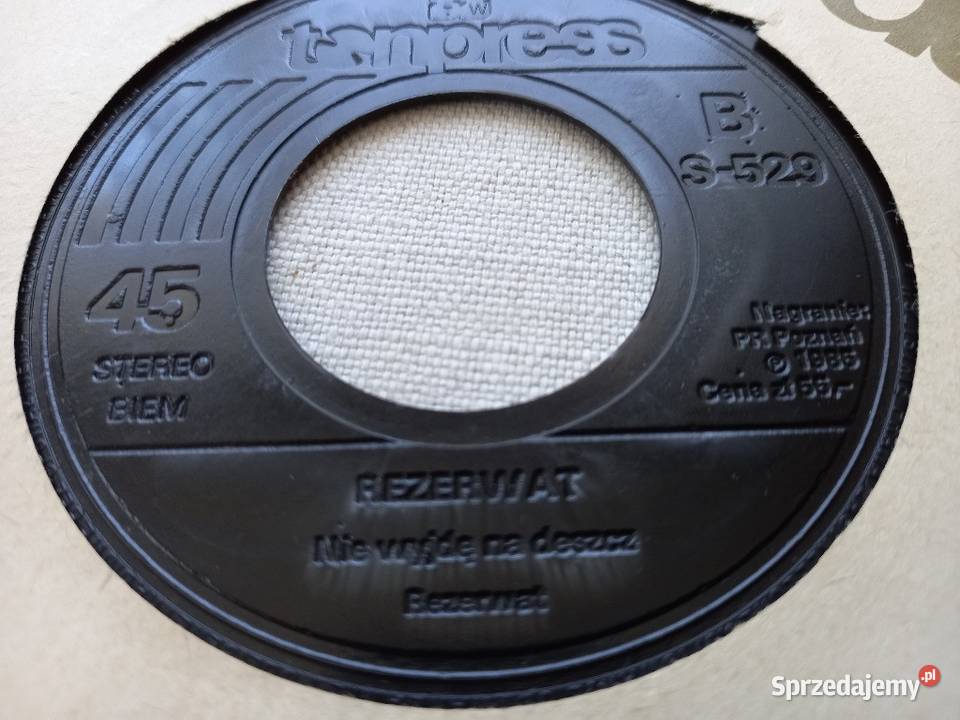 tonpress
B
S-529
45
STEREO
BIEM
Nagranie:
PR Poznań
℗ 1985
Cena zł 55,-
REZERWAT
Nie wyjdę na deszcz
Rezerwat
Sprzedajemy.pl